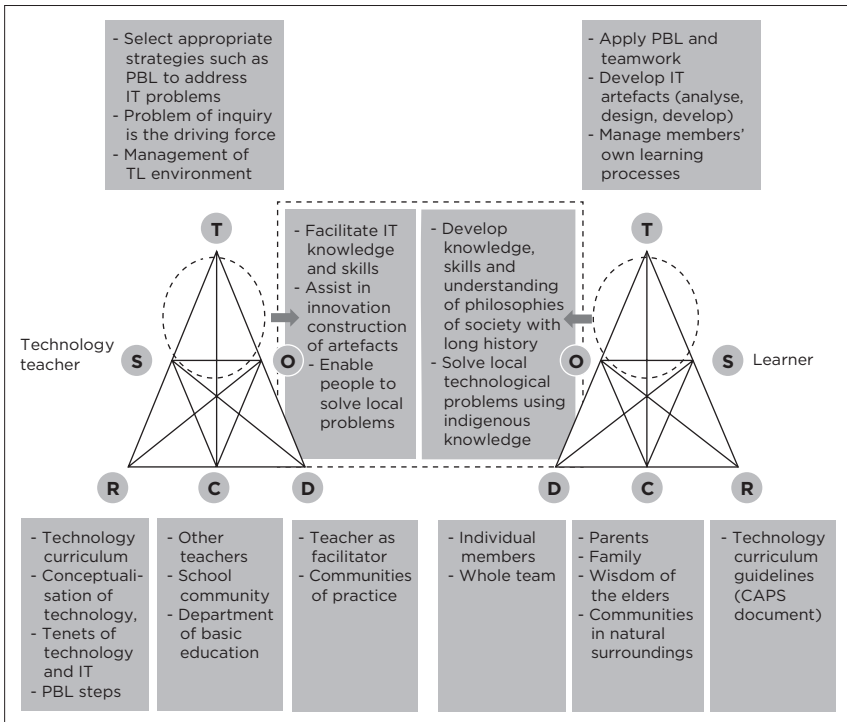 - Select appropriate
strategies such as
PBL to address
IT problems
- Problem of inquiry
is the driving force
- Management of
TL environment
- Apply PBL and
teamwork
- Develop IT
artefacts (analyse,
design, develop)
- Manage members’
own learning
processes
T
- Facilitate IT
knowledge
and skills
- Assist in
innovation
construction
of artefacts
- Enable
people to
solve local
problems
- Develop
knowledge,
skills and
understanding
of philosophies
of society with
long history
- Solve local
technological
problems using
indigenous
knowledge
T
Technology
teacher
S
O
O
S
Learner
R
C
D
D
C
R
- Technology
curriculum
- Conceptuali-
sation of
technology,
- Tenets of
technology
and IT
- PBL steps
- Other
teachers
- School
community
- Department
of basic
education
- Teacher as
facilitator
- Communities
of practice
- Individual
members
- Whole team
- Parents
- Family
- Wisdom of
the elders
- Communities
in natural
surroundings
- Technology
curriculum
guidelines
(CAPS
document)